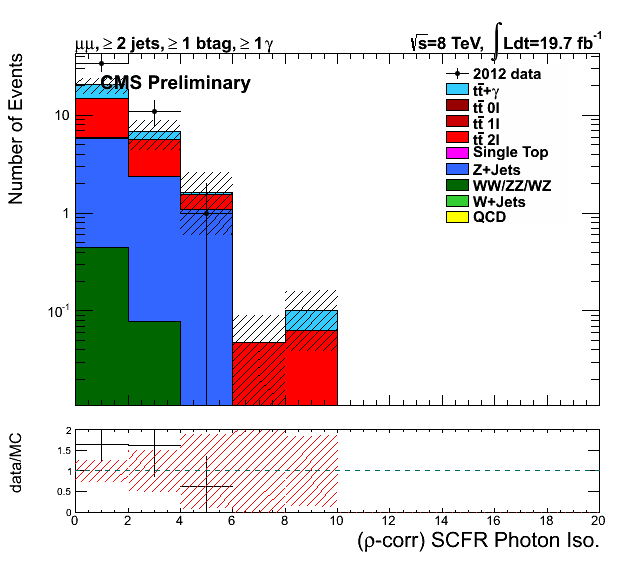 μμ, ≥ 2 jets, ≥ 1 btag, ≥ 1γ
√s=8 TeV, ∫Ldt=19.7 fb⁻¹
CMS Preliminary
2012 data
tt̄+γ
tt̄ 0l
tt̄ 1l
tt̄ 2l
Single Top
Z+Jets
WW/ZZ/WZ
W+Jets
QCD
Number of Events
10
1
10⁻¹
data/MC
2
1.5
1
0.5
0
0 2 4 6 8 10 12 14 16 18 20
(ρ-corr) SCFR Photon Iso.